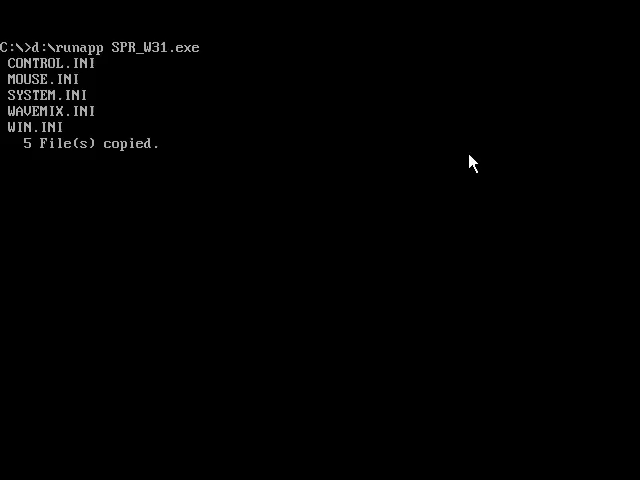 C:\>d:\runapp SPR_W31.exe
CONTROL.INI
MOUSE.INI
SYSTEM.INI
WAVEMIX.INI
WIN.INI
5 File(s) copied.